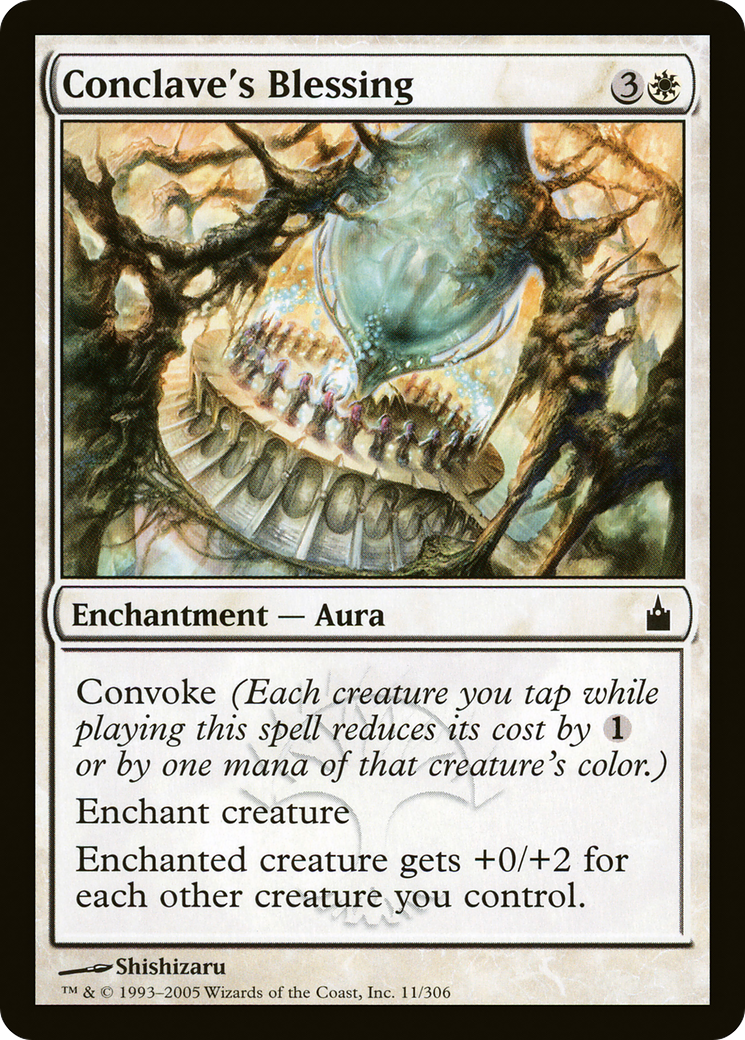 Conclave's Blessing 3
Enchantment — Aura
Convoke (Each creature you tap while
playing this spell reduces its cost by 1
or by one mana of that creature's color.)
Enchant creature
Enchanted creature gets +0/+2 for
each other creature you control.
Shishizaru
™ & © 1993–2005 Wizards of the Coast, Inc. 11/306